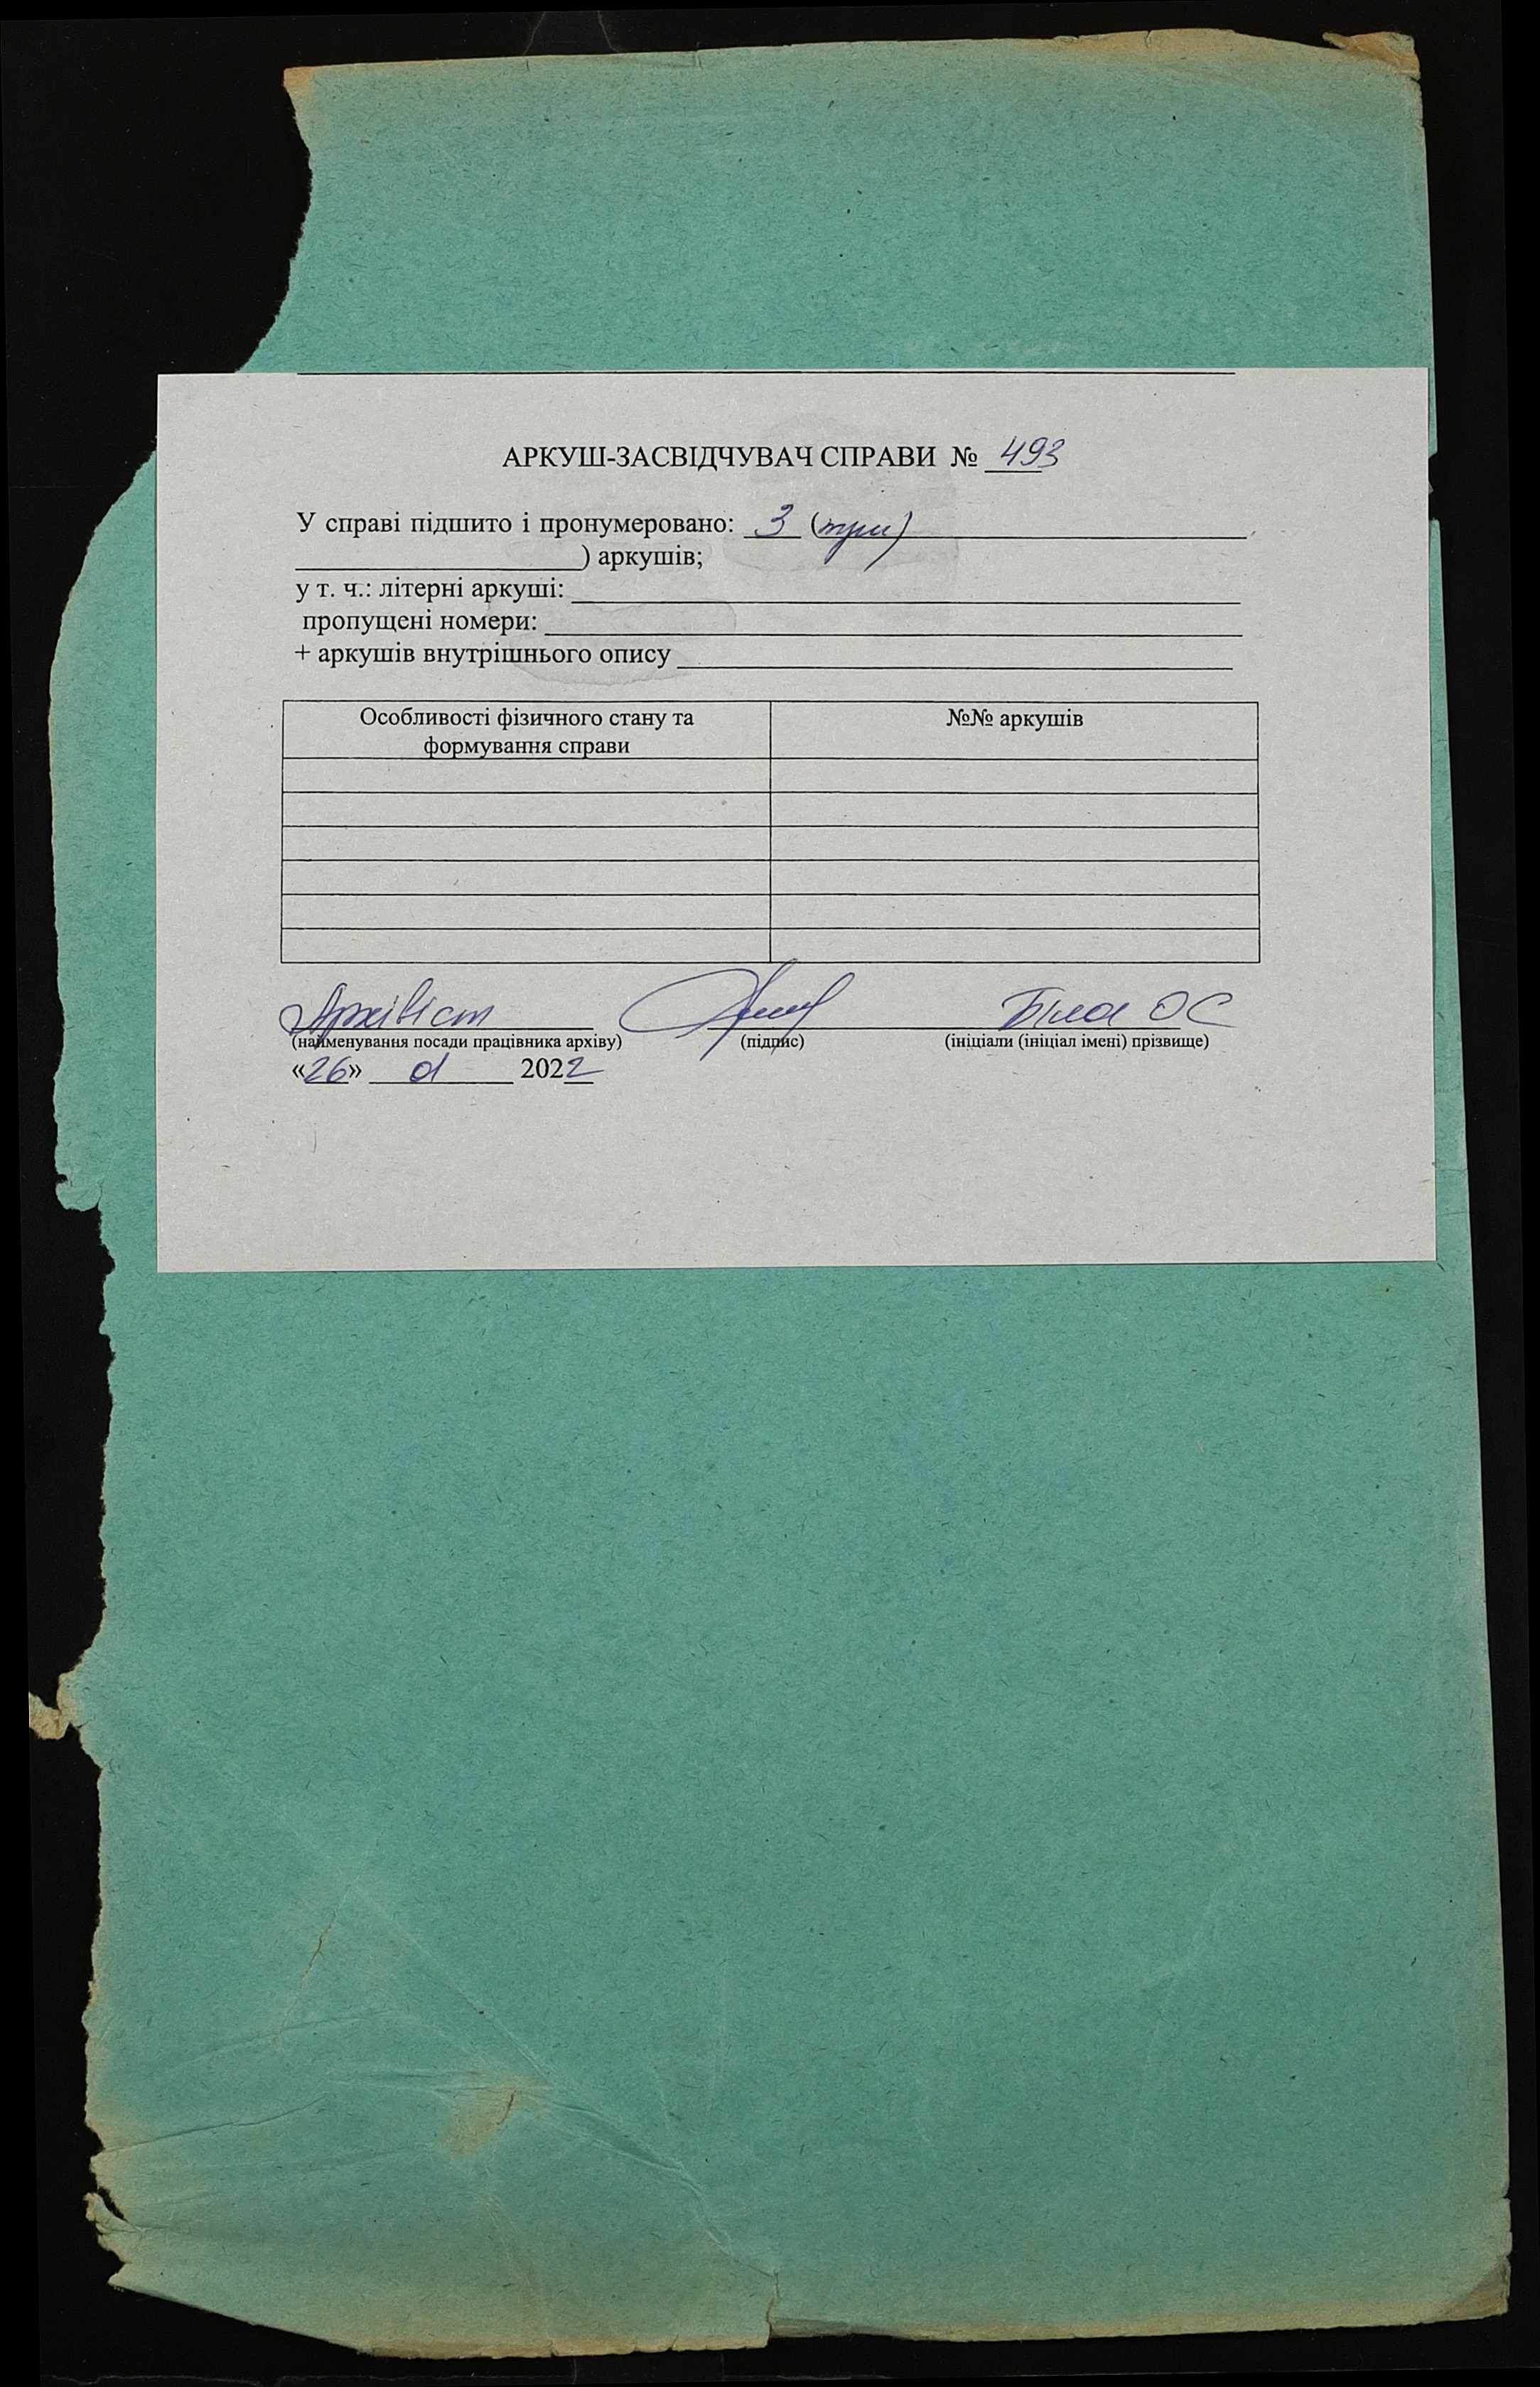 АРКУШ-ЗАСВІДЧУВАЧ СПРАВИ № 493
У справі підшито і пронумеровано: 3 (три)
) аркушів;
у т. ч.: літерні аркуші:
пропущені номери:
+ аркушів внутрішнього опису
Особливості фізичного стану та
формування справи
№№ аркушів
Архівіст Біла ОС
(найменування посади працівника архіву) (підпис) (ініціали (ініціал імені) прізвище)
«26» 2022